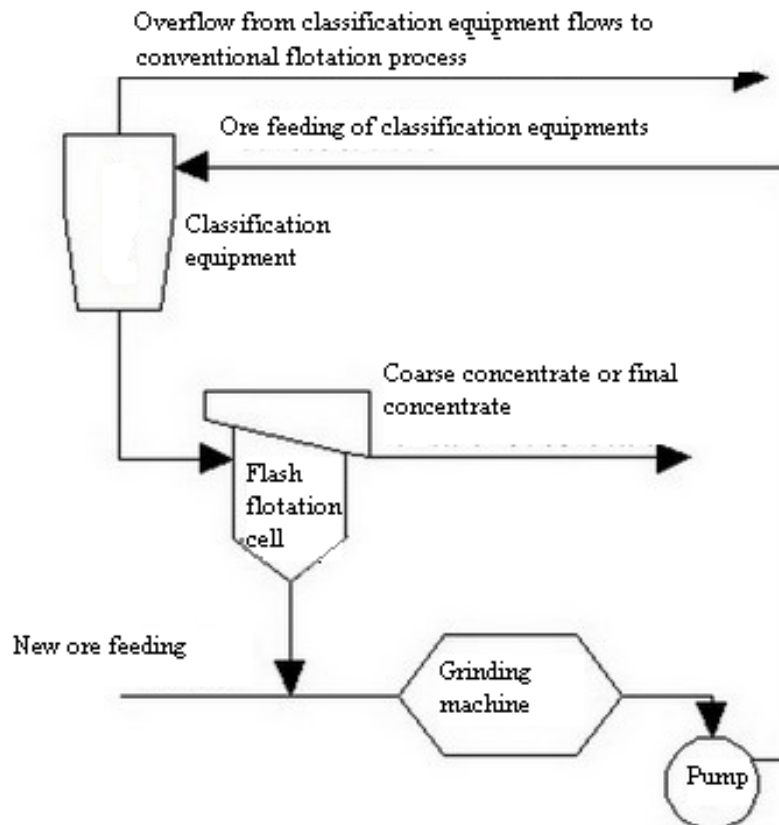 Overflow from classification equipment flows to
conventional flotation process
Ore feeding of classification equipments
Classification
equipment
Coarse concentrate or final
concentrate
Flash
flotation
cell
New ore feeding
Grinding
machine
Pump